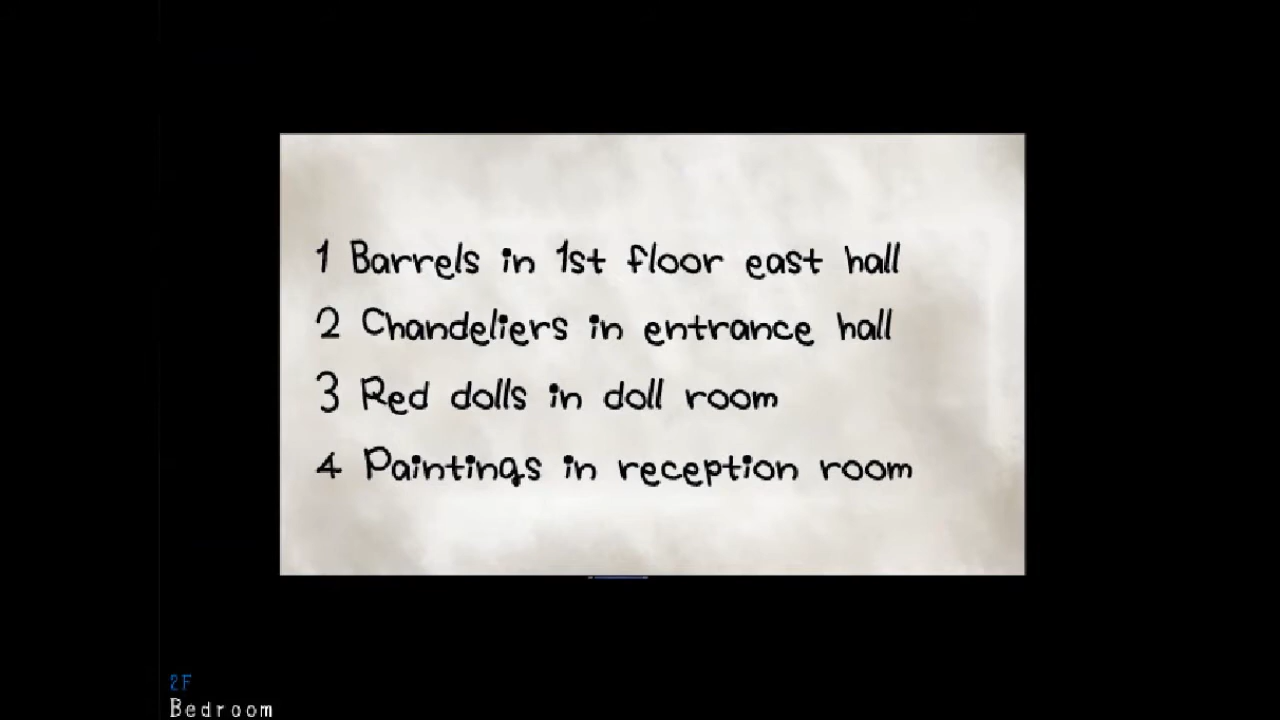 1 Barrels in 1st floor east hall
2 Chandeliers in entrance hall
3 Red dolls in doll room
4 Paintings in reception room
2F
Bedroom